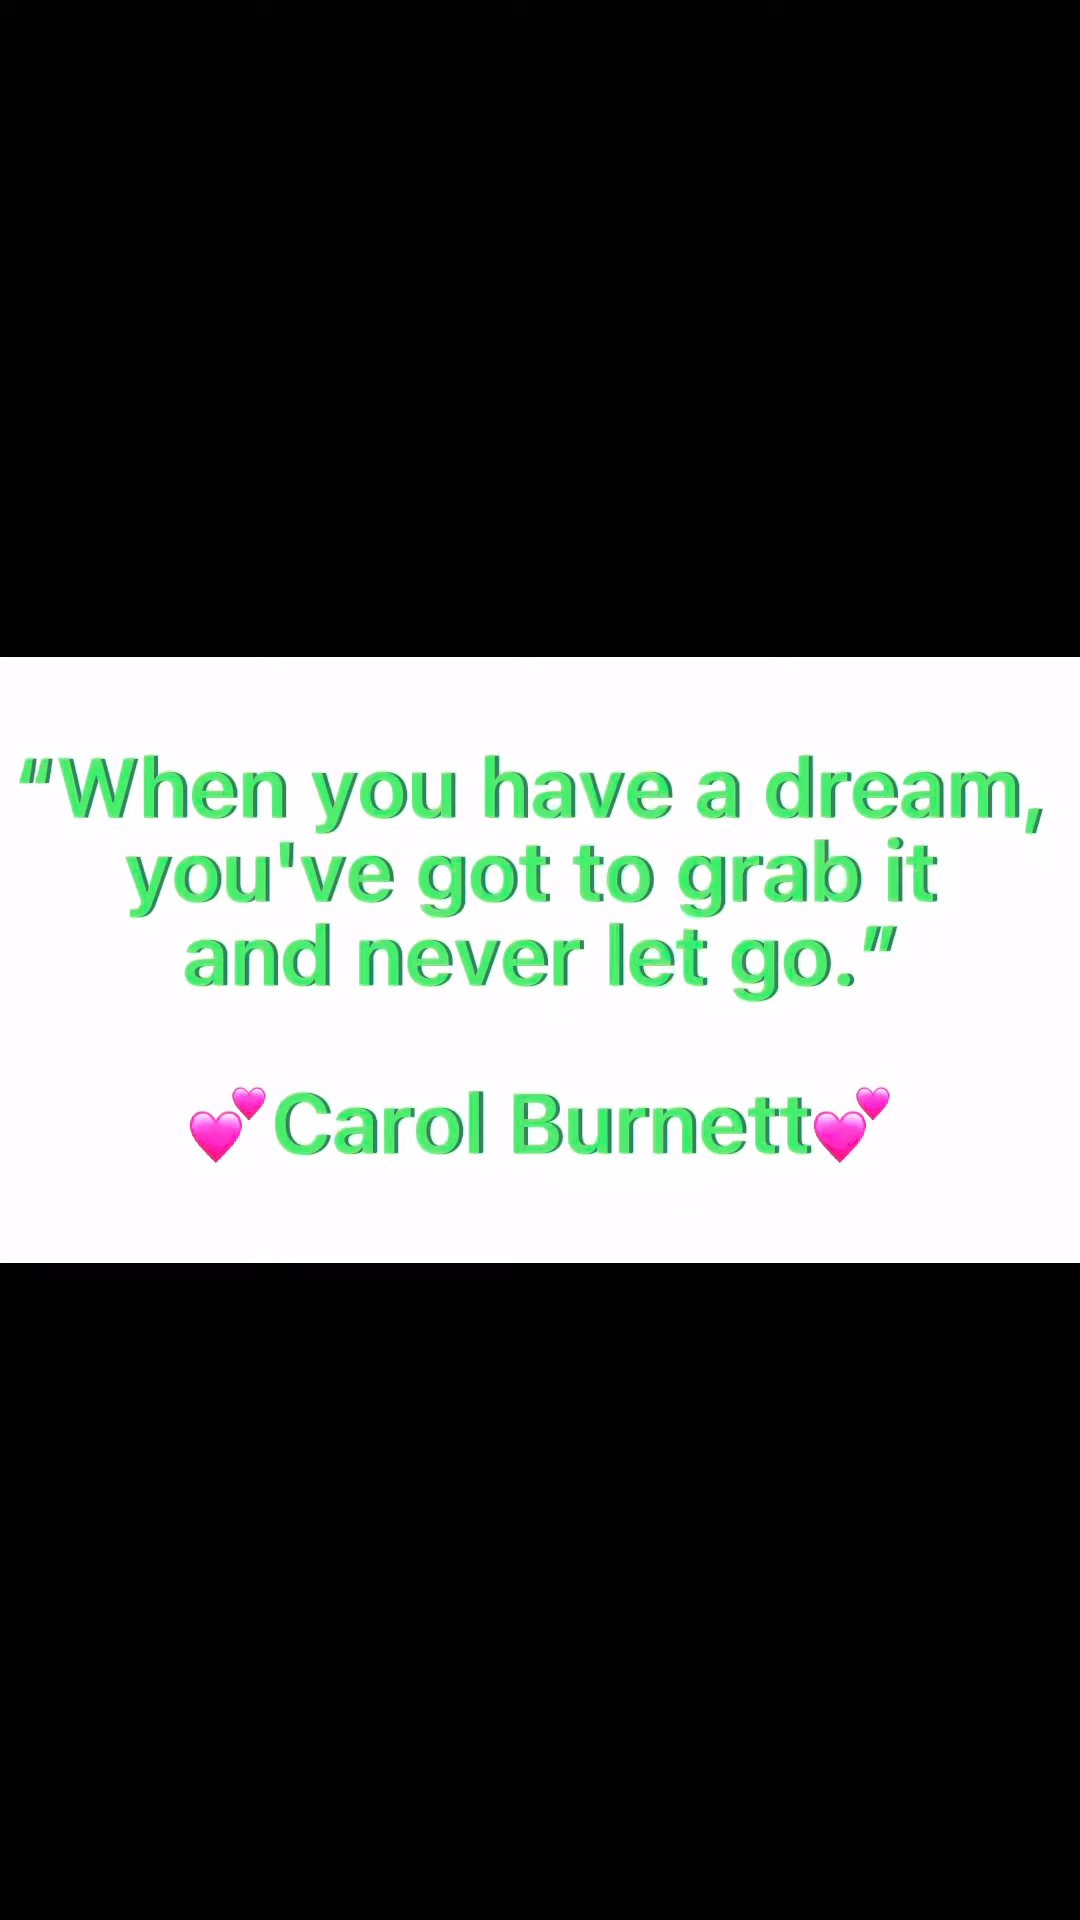 “When you have a dream,
you've got to grab it
and never let go.”
💕Carol Burnett💕